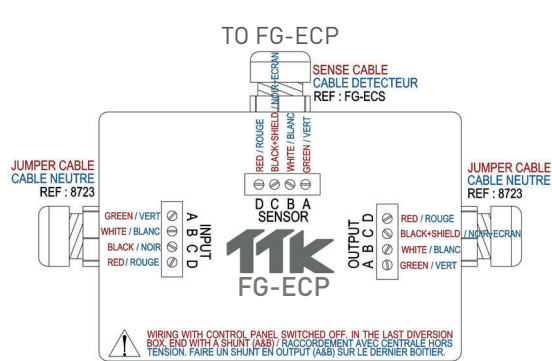 TO FG-ECP
SENSE CABLE
CABLE DETECTEUR
REF : FG-ECS
RED / ROUGE
BLACK+SHIELD / NOIR+ECRAN
WHITE / BLANC
GREEN / VERT
D C B A
SENSOR
JUMPER CABLE
CABLE NEUTRE
REF : 8723
GREEN / VERT
WHITE / BLANC
BLACK / NOIR
RED / ROUGE
A B C D
INPUT
TTK
FG-ECP
OUTPUT
A B C D
RED / ROUGE
BLACK+SHIELD / NOIR+ECRAN
WHITE / BLANC
GREEN / VERT
JUMPER CABLE
CABLE NEUTRE
REF : 8723
WIRING WITH CONTROL PANEL SWITCHED OFF. IN THE LAST DIVERSION
BOX, END WITH A SHUNT (A&B) / RACCORDEMENT AVEC CENTRALE HORS
TENSION. FAIRE UN SHUNT EN OUTPUT (A&B) SUR LE DERNIER BOITIER.